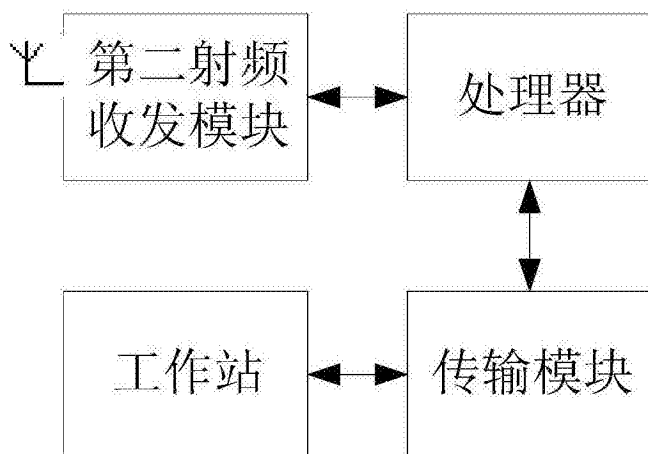 第二射频
收发模块
处理器
工作站
传输模块